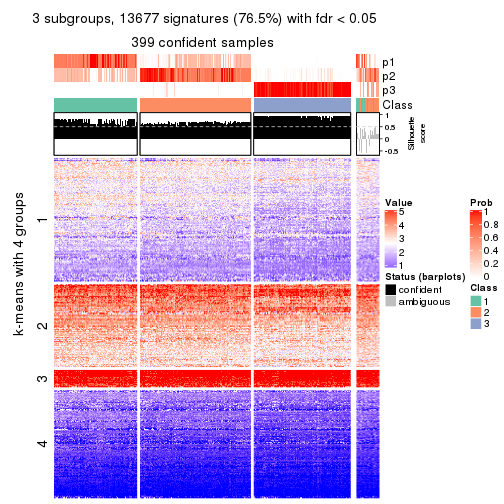 3 subgroups, 13677 signatures (76.5%) with fdr < 0.05
399 confident samples
p1
p2
p3
Class
1
0.5
0
-0.5
Silhouette
score
k-means with 4 groups
1
2
3
4
Value
5
4
3
2
1
Status (barplots)
confident
ambiguous
Prob
1
0.8
0.6
0.4
0.2
0
Class
1
2
3